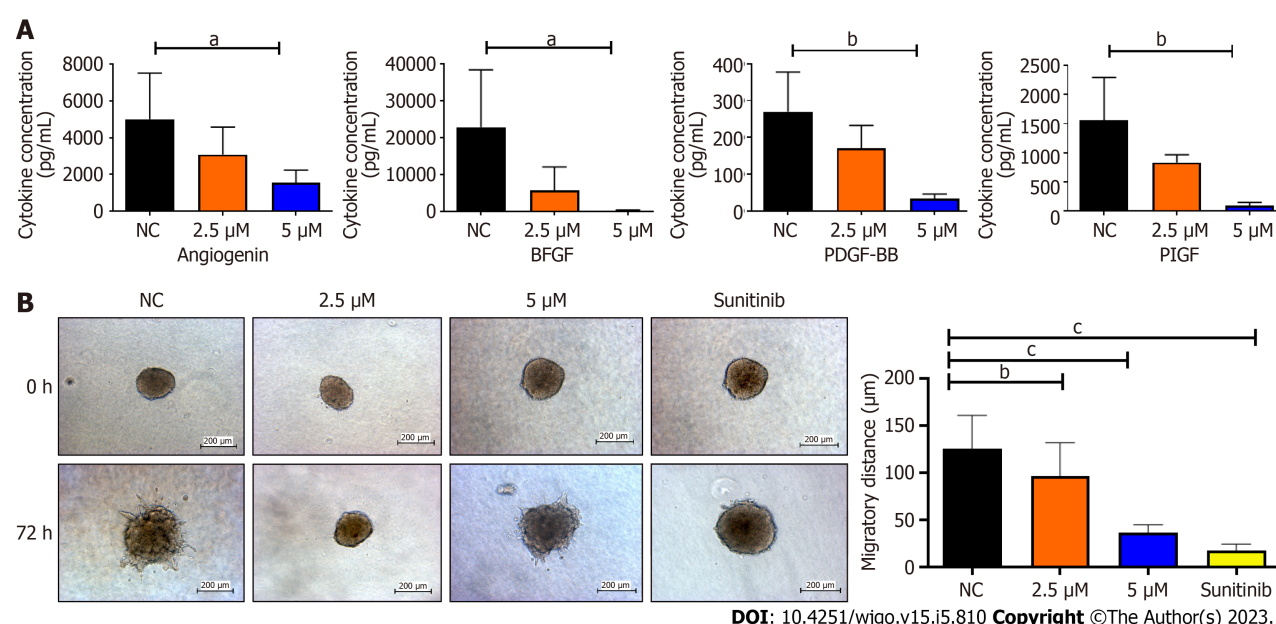 A
a
a
b
b
Cytokine concentration
(pg/mL)
8000
6000
4000
2000
0
NC
2.5 µM
5 µM
Angiogenin
Cytokine concentration
(pg/mL)
40000
30000
20000
10000
0
NC
2.5 µM
5 µM
BFGF
Cytokine concentration
(pg/mL)
400
300
200
100
0
NC
2.5 µM
5 µM
PDGF-BB
Cytokine concentration
(pg/mL)
2500
2000
1500
1000
500
0
NC
2.5 µM
5 µM
PIGF
B
NC
2.5 µM
5 µM
Sunitinib
0 h
200 µm
200 µm
200 µm
200 µm
72 h
200 µm
200 µm
200 µm
200 µm
c
c
b
Migratory distance (µm)
200
150
100
50
0
NC
2.5 µM
5 µM
Sunitinib
DOI: 10.4251/wjgo.v15.i5.810 Copyright ©The Author(s) 2023.